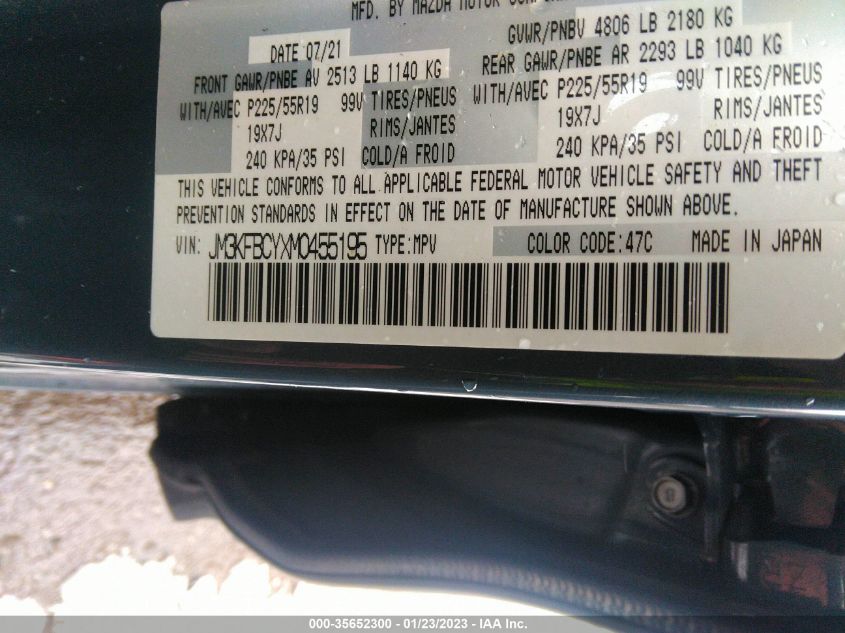 MFD. BY MAZDA MOTOR
DATE 07/21
GVWR/PNBV 4806 LB 2180 KG
FRONT GAWR/PNBE AV 2513 LB 1140 KG
REAR GAWR/PNBE AR 2293 LB 1040 KG
WITH/AVEC P225/55R19 99V TIRES/PNEUS
WITH/AVEC P225/55R19 99V TIRES/PNEUS
19X7J RIMS/JANTES
19X7J RIMS/JANTES
240 KPA/35 PSI COLD/A FROID
240 KPA/35 PSI COLD/A FROID
THIS VEHICLE CONFORMS TO ALL APPLICABLE FEDERAL MOTOR VEHICLE SAFETY AND THEFT
PREVENTION STANDARDS IN EFFECT ON THE DATE OF MANUFACTURE SHOWN ABOVE.
VIN: JM3KFBCYXM0455195 TYPE:MPV COLOR CODE:47C MADE IN JAPAN
000-35652300 - 01/23/2023 - IAA Inc.